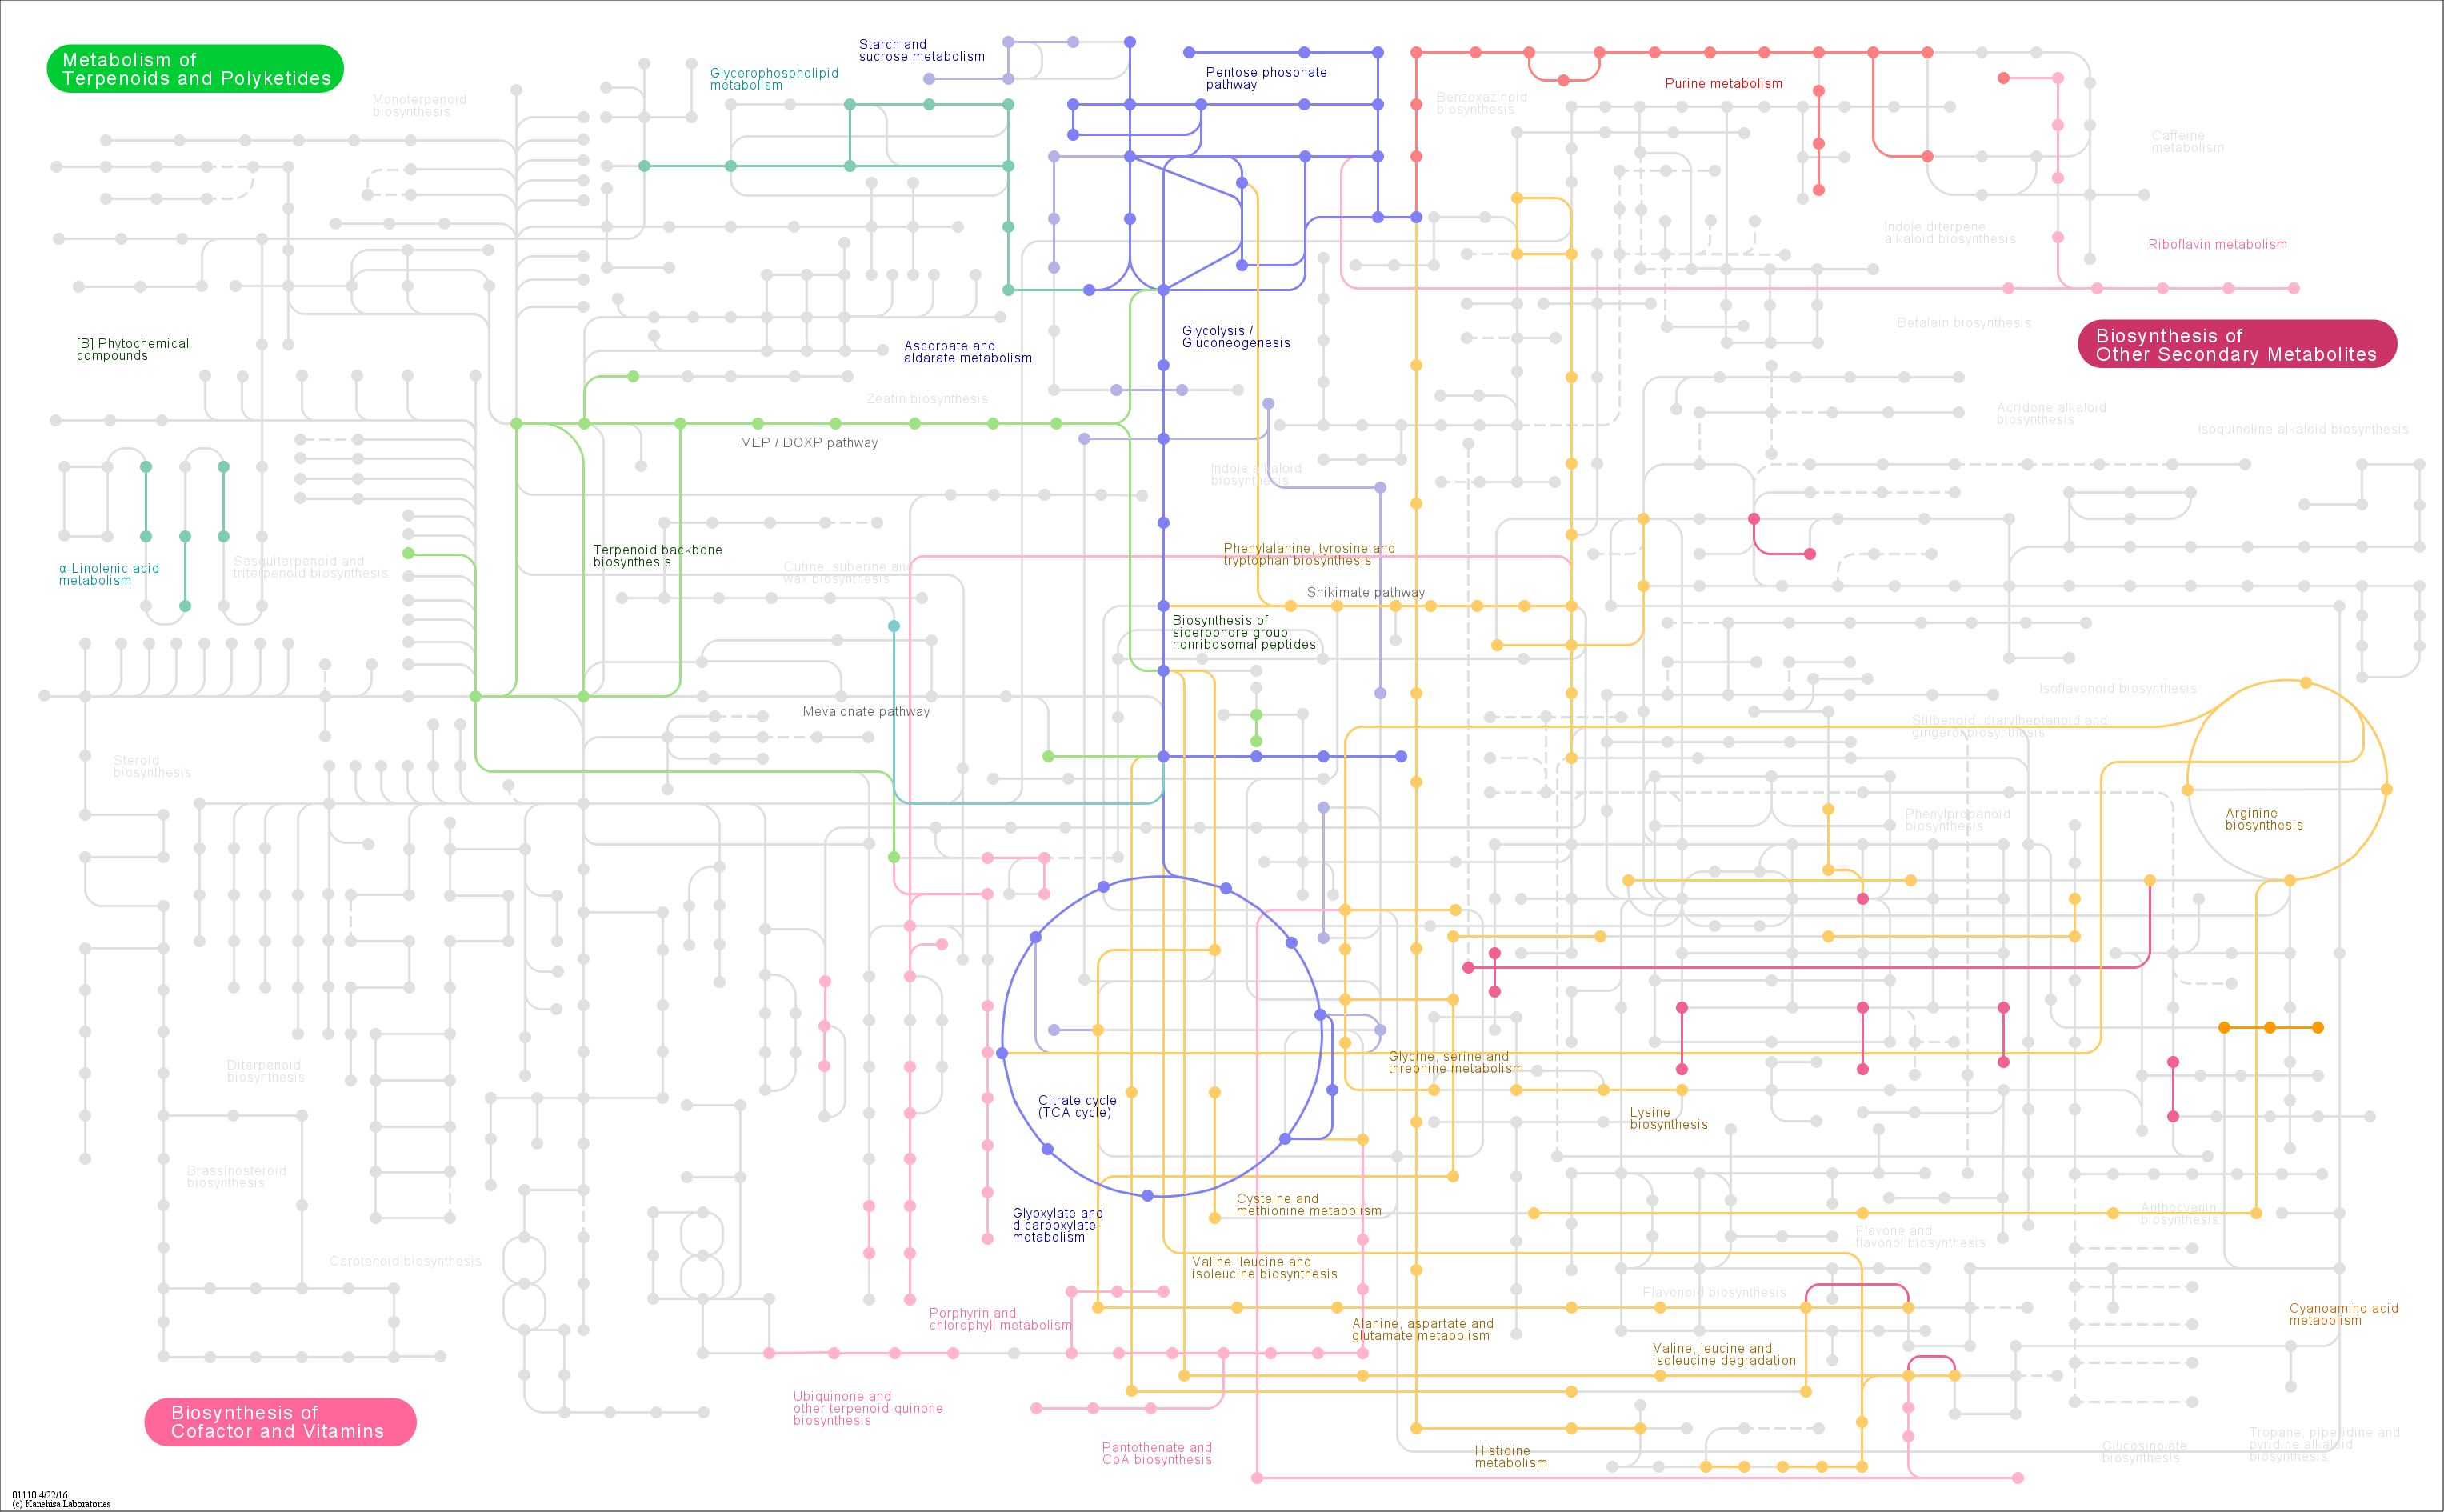 Metabolism of
Terpenoids and Polyketides
Monoterpenoid
biosynthesis
Starch and
sucrose metabolism
Glycerophospholipid
metabolism
Pentose phosphate
pathway
Benzoxazinoid
biosynthesis
Purine metabolism
Caffeine
metabolism
Indole diterpene
alkaloid biosynthesis
Riboflavin metabolism
Betalain biosynthesis
Biosynthesis of
Other Secondary Metabolites
[B] Phytochemical
compounds
Ascorbate and
aldarate metabolism
Glycolysis /
Gluconeogenesis
Zeatin biosynthesis
MEP / DOXP pathway
Acridone alkaloid
biosynthesis
Isoquinoline alkaloid biosynthesis
Indole alkaloid
biosynthesis
α-Linolenic acid
metabolism
Sesquiterpenoid and
triterpenoid biosynthesis
Terpenoid backbone
biosynthesis
Cutine, suberine and
wax biosynthesis
Phenylalanine, tyrosine and
tryptophan biosynthesis
Shikimate pathway
Biosynthesis of
siderophore group
nonribosomal peptides
Mevalonate pathway
Isoflavonoid biosynthesis
Stilbenoid, diarylheptanoid and
gingerol biosynthesis
Steroid
biosynthesis
Phenylpropanoid
biosynthesis
Arginine
biosynthesis
Diterpenoid
biosynthesis
Citrate cycle
(TCA cycle)
Glycine, serine and
threonine metabolism
Lysine
biosynthesis
Brassinosteroid
biosynthesis
Glyoxylate and
dicarboxylate
metabolism
Cysteine and
methionine metabolism
Anthocyanin
biosynthesis
Flavone and
flavonol biosynthesis
Carotenoid biosynthesis
Valine, leucine and
isoleucine biosynthesis
Flavonoid biosynthesis
Porphyrin and
chlorophyll metabolism
Alanine, aspartate and
glutamate metabolism
Cyanoamino acid
metabolism
Valine, leucine and
isoleucine degradation
Biosynthesis of
Cofactor and Vitamins
Ubiquinone and
other terpenoid-quinone
biosynthesis
Pantothenate and
CoA biosynthesis
Histidine
metabolism
Glucosinolate
biosynthesis
Tropane, piperidine and
pyridine alkaloid
biosynthesis
01110 4/22/16
(c) Kanehisa Laboratories